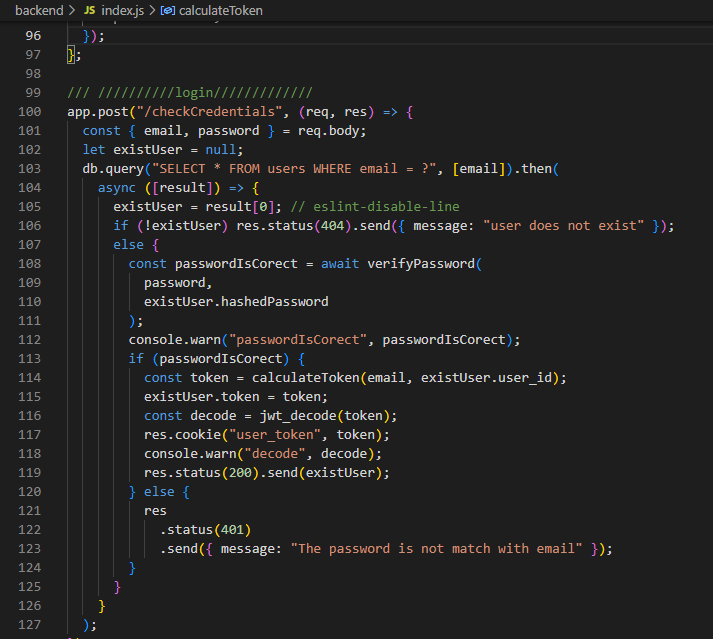 backend > JS index.js > calculateToken
96 });
97 };
98
99 /// //////////login/////////////
100 app.post("/checkCredentials", (req, res) => {
101 const { email, password } = req.body;
102 let existUser = null;
103 db.query("SELECT * FROM users WHERE email = ?", [email]).then(
104 async ([result]) => {
105 existUser = result[0]; // eslint-disable-line
106 if (!existUser) res.status(404).send({ message: "user does not exist" });
107 else {
108 const passwordIsCorect = await verifyPassword(
109 password,
110 existUser.hashedPassword
111 );
112 console.warn("passwordIsCorect", passwordIsCorect);
113 if (passwordIsCorect) {
114 const token = calculateToken(email, existUser.user_id);
115 existUser.token = token;
116 const decode = jwt_decode(token);
117 res.cookie("user_token", token);
118 console.warn("decode", decode);
119 res.status(200).send(existUser);
120 } else {
121 res
122 .status(401)
123 .send({ message: "The password is not match with email" });
124 }
125 }
126 }
127 );